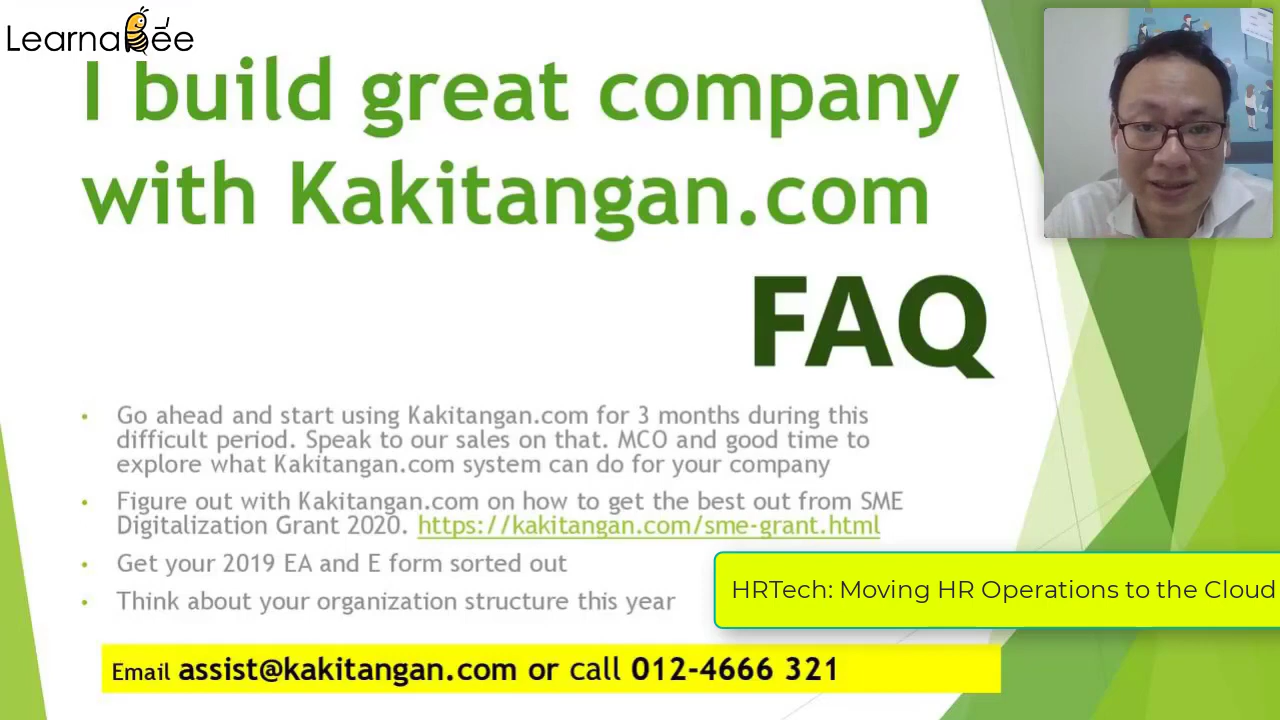 LearnaBee
I build great company
with Kakitangan.com
FAQ
• Go ahead and start using Kakitangan.com for 3 months during this
difficult period. Speak to our sales on that. MCO and good time to
explore what Kakitangan.com system can do for your company
• Figure out with Kakitangan.com on how to get the best out from SME
Digitalization Grant 2020. https://kakitangan.com/sme-grant.html
• Get your 2019 EA and E form sorted out
• Think about your organization structure this year
HRTech: Moving HR Operations to the Cloud
Email assist@kakitangan.com or call 012-4666 321